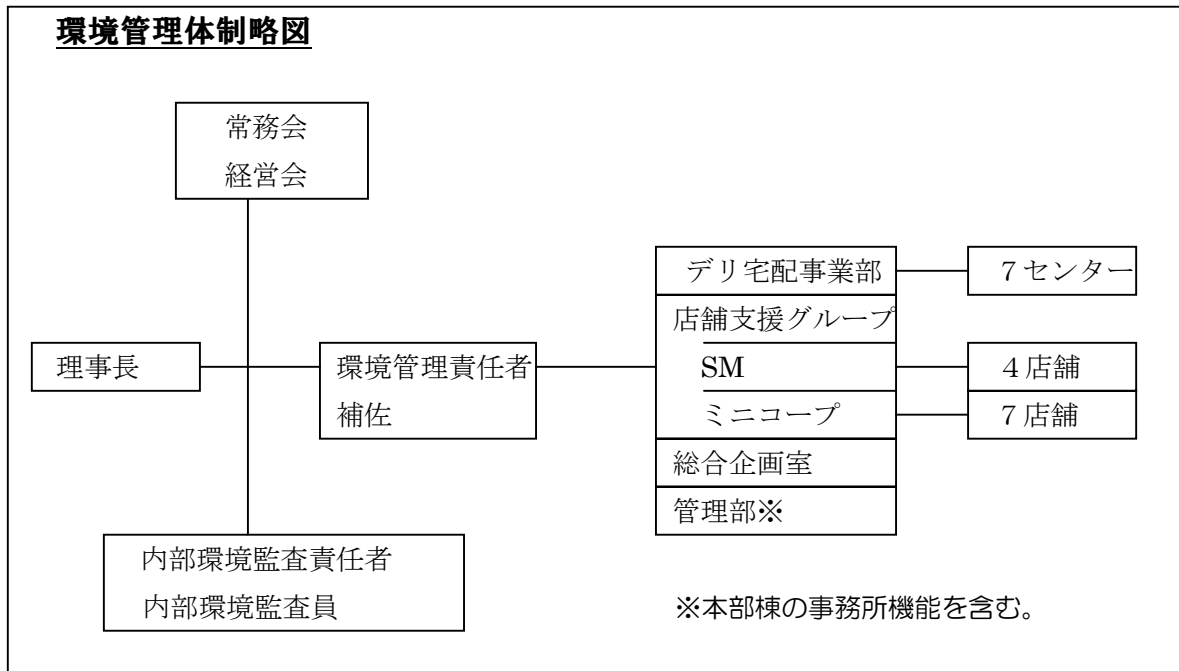 環境管理体制略図
常務会
経営会
理事長
環境管理責任者
補佐
デリ宅配事業部
7センター
店舗支援グループ
SM
4店舗
ミニコープ
7店舗
総合企画室
管理部※
内部環境監査責任者
内部環境監査員
※本部棟の事務所機能を含む。